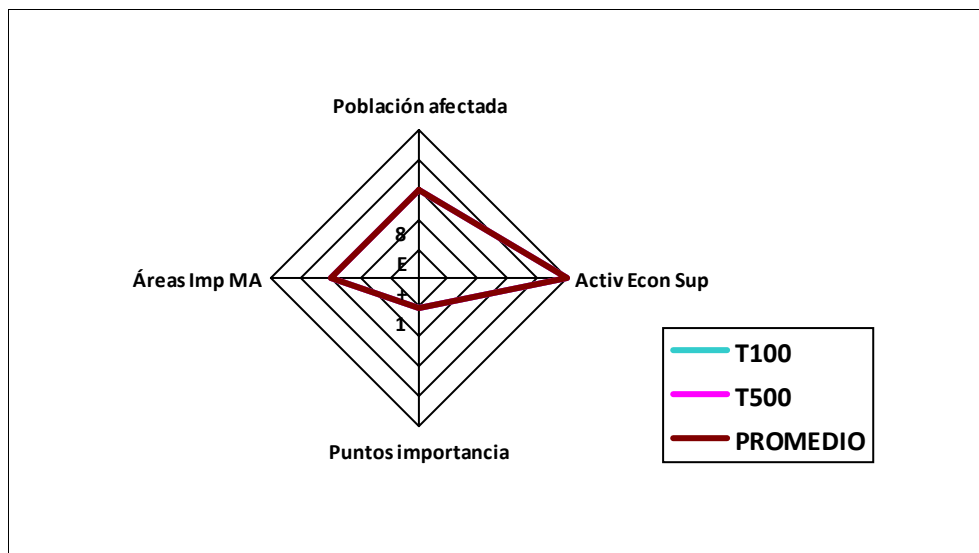 Población afectada
8
E
+
1
Áreas Imp MA
Activ Econ Sup
Puntos importancia
T100
T500
PROMEDIO